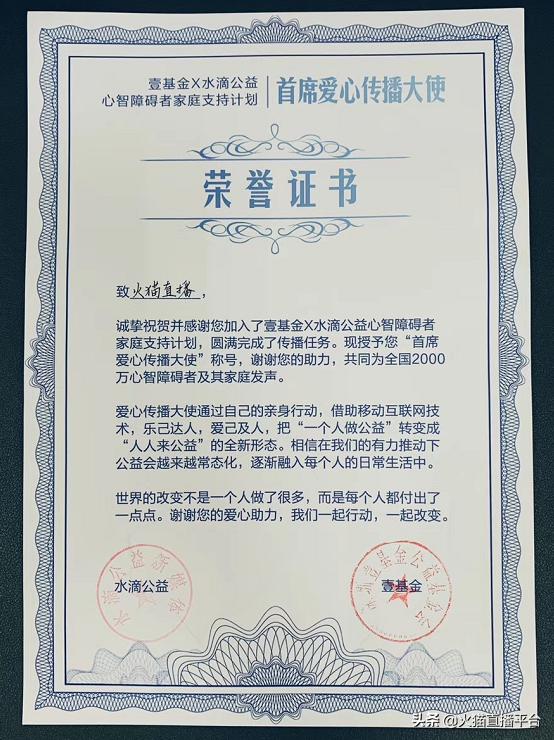 壹基金X水滴公益
心智障碍者家庭支持计划
首席爱心传播大使
荣誉证书
致火猫直播，
诚挚祝贺并感谢您加入了壹基金X水滴公益心智障碍者
家庭支持计划，圆满完成了传播任务。现授予您“首席
爱心传播大使”称号，谢谢您的助力，共同为全国2000
万心智障碍者及其家庭发声。
爱心传播大使通过自己的亲身行动，借助移动互联网技
术，乐己达人，爱己及人，把“一个人做公益”转变成
“人人来公益”的全新形态。相信在我们的有力推动下
公益会越来越常态化，逐渐融入每个人的日常生活中。
世界的改变不是一个人做了很多，而是每个人都付出了
一点点。谢谢您的爱心助力，我们一起行动，一起改变。
水滴公益
壹基金
深圳壹基金公益基金会
头条@火猫直播平台